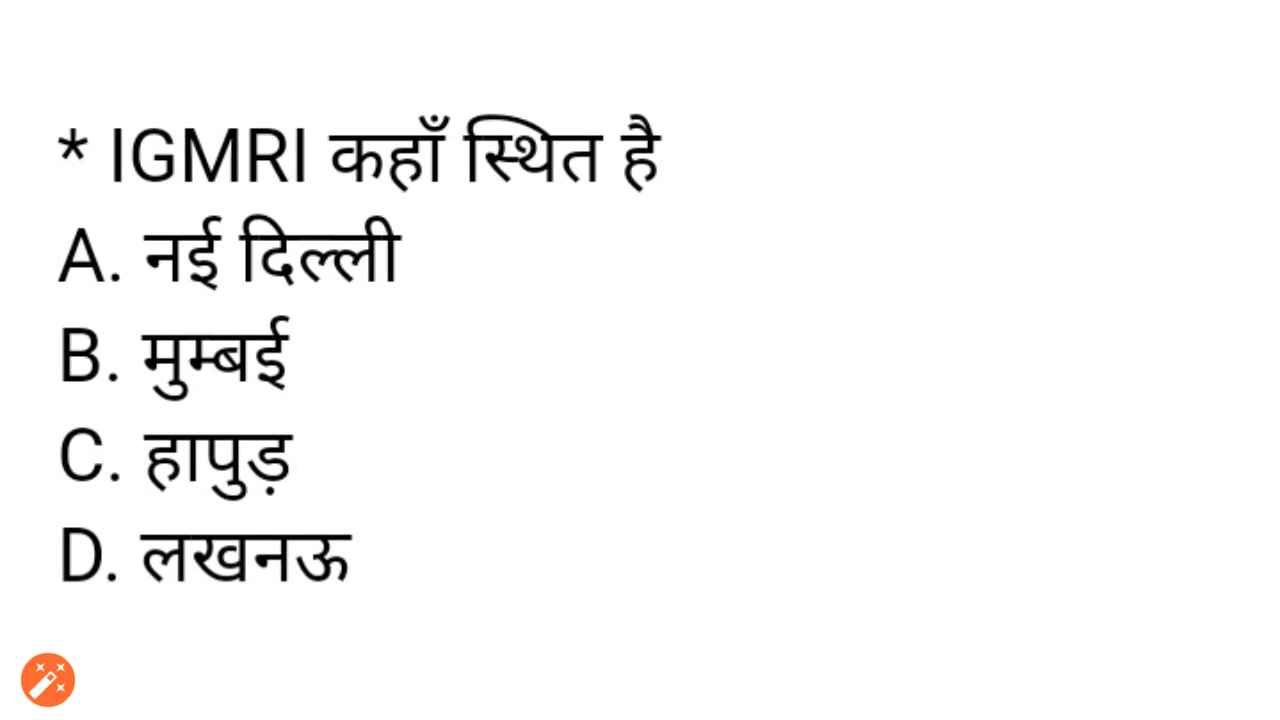 * IGMRI कहाँ स्थित है
A. नई दिल्ली
B. मुम्बई
C. हापुड़
D. लखनऊ